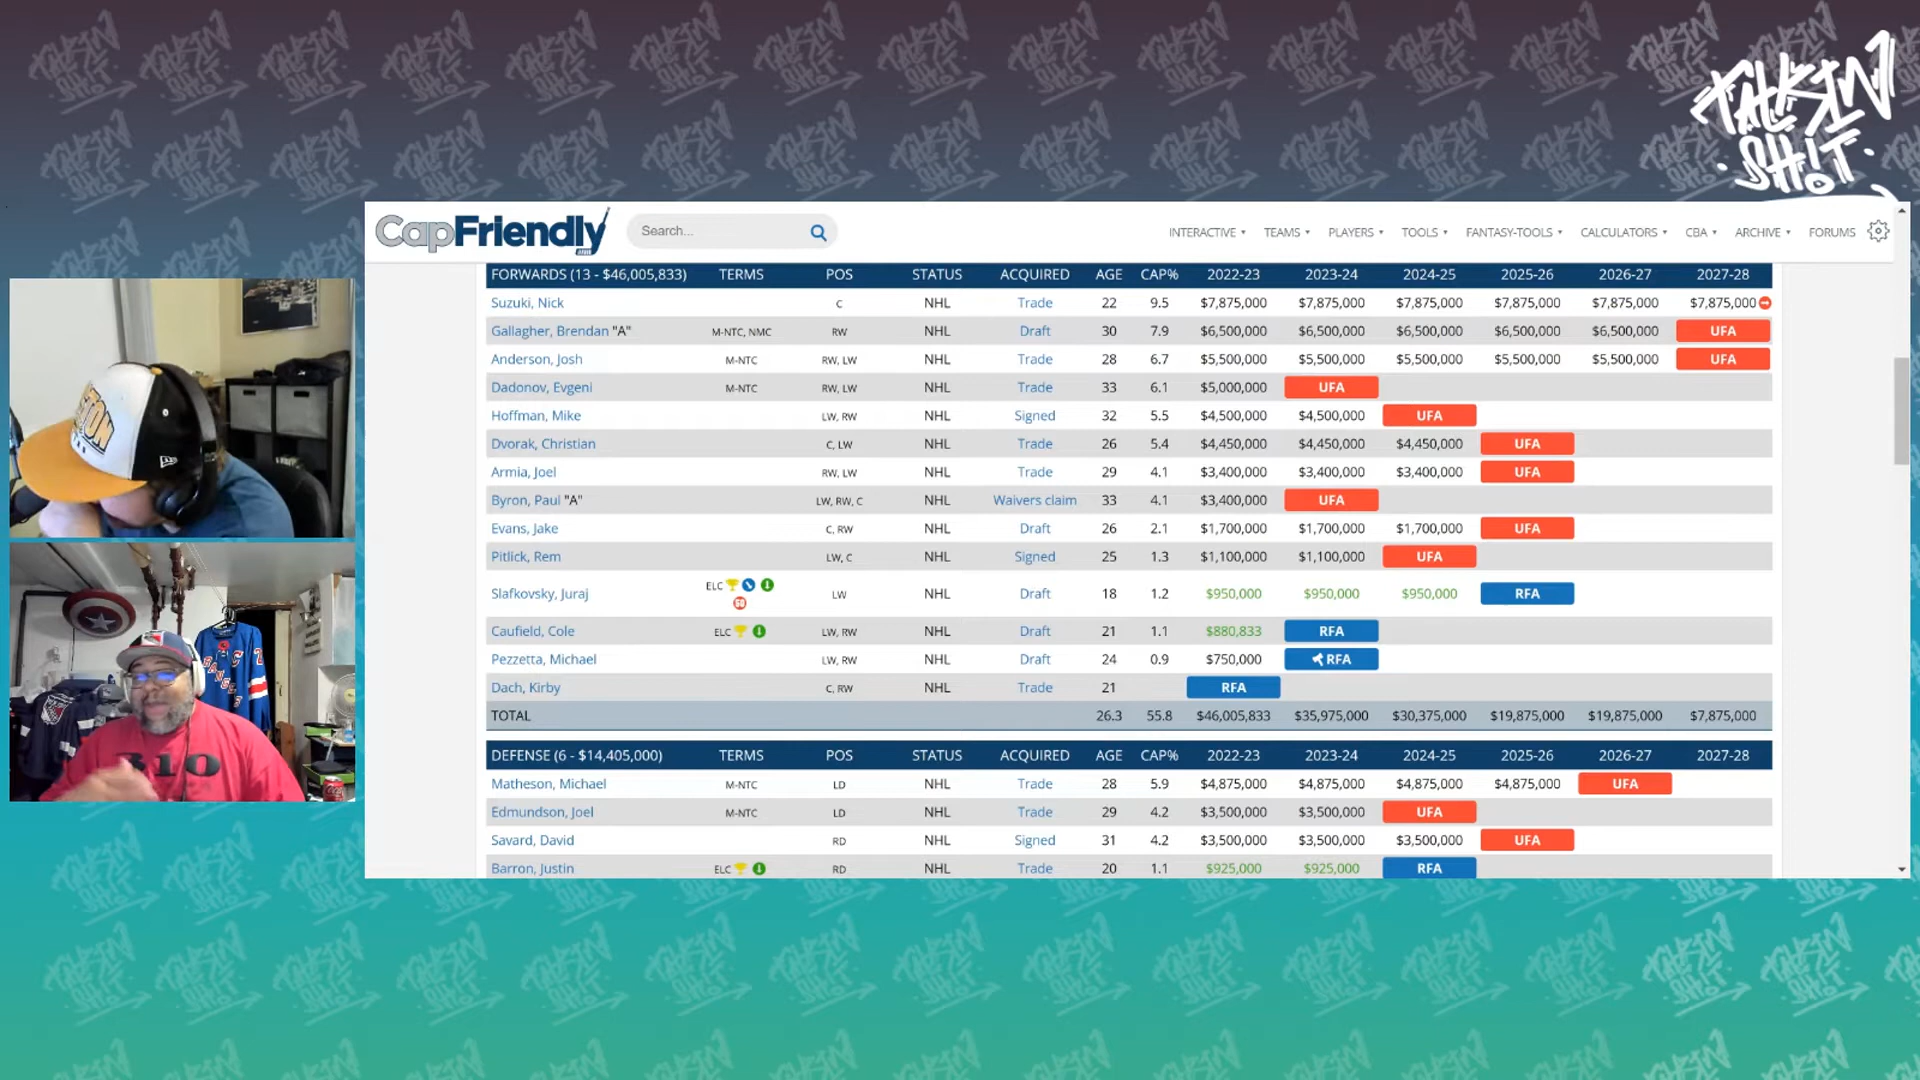 TALKIN
SH!T
CapFriendly
Search...
INTERACTIVE TEAMS PLAYERS TOOLS FANTASY-TOOLS CALCULATORS CBA ARCHIVE FORUMS
FORWARDS (13 - $46,005,833) TERMS POS STATUS ACQUIRED AGE CAP% 2022-23 2023-24 2024-25 2025-26 2026-27 2027-28
Suzuki, Nick C NHL Trade 22 9.5 $7,875,000 $7,875,000 $7,875,000 $7,875,000 $7,875,000 $7,875,000
Gallagher, Brendan "A" M-NTC, NMC RW NHL Draft 30 7.9 $6,500,000 $6,500,000 $6,500,000 $6,500,000 $6,500,000 UFA
Anderson, Josh M-NTC RW, LW NHL Trade 28 6.7 $5,500,000 $5,500,000 $5,500,000 $5,500,000 $5,500,000 UFA
Dadonov, Evgeni M-NTC RW, LW NHL Trade 33 6.1 $5,000,000 UFA
Hoffman, Mike LW, RW NHL Signed 32 5.5 $4,500,000 $4,500,000 UFA
Dvorak, Christian C, LW NHL Trade 26 5.4 $4,450,000 $4,450,000 $4,450,000 UFA
Armia, Joel RW, LW NHL Trade 29 4.1 $3,400,000 $3,400,000 $3,400,000 UFA
Byron, Paul "A" LW, RW, C NHL Waivers claim 33 4.1 $3,400,000 UFA
Evans, Jake C, RW NHL Draft 26 2.1 $1,700,000 $1,700,000 $1,700,000 UFA
Pitlick, Rem LW, C NHL Signed 25 1.3 $1,100,000 $1,100,000 UFA
Slafkovsky, Juraj ELC LW NHL Draft 18 1.2 $950,000 $950,000 $950,000 RFA
Caufield, Cole ELC LW, RW NHL Draft 21 1.1 $880,833 RFA
Pezzetta, Michael LW, RW NHL Draft 24 0.9 $750,000 RFA
Dach, Kirby C, RW NHL Trade 21 RFA
TOTAL 26.3 55.8 $46,005,833 $35,975,000 $30,375,000 $19,875,000 $19,875,000 $7,875,000
DEFENSE (6 - $14,405,000) TERMS POS STATUS ACQUIRED AGE CAP% 2022-23 2023-24 2024-25 2025-26 2026-27 2027-28
Matheson, Michael M-NTC LD NHL Trade 28 5.9 $4,875,000 $4,875,000 $4,875,000 $4,875,000 UFA
Edmundson, Joel M-NTC LD NHL Trade 29 4.2 $3,500,000 $3,500,000 UFA
Savard, David RD NHL Signed 31 4.2 $3,500,000 $3,500,000 $3,500,000 UFA
Barron, Justin ELC RD NHL Trade 20 1.1 $925,000 $925,000 RFA
RANGERS